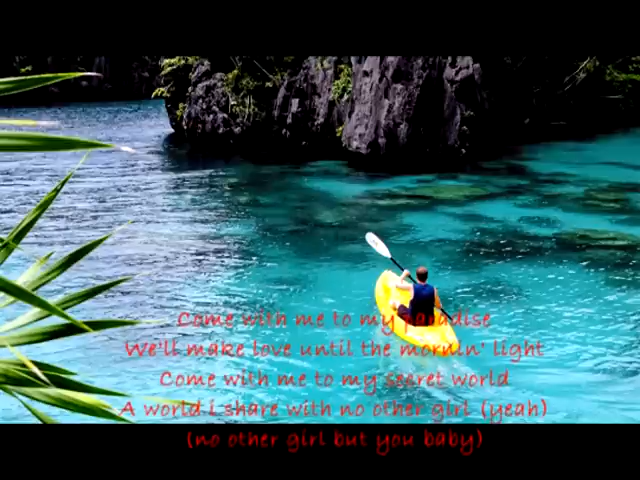 Come with me to my paradise
We'll make love until the mornin' light
Come with me to my secret world
A world i share with no other girl (yeah)
(no other girl but you baby)